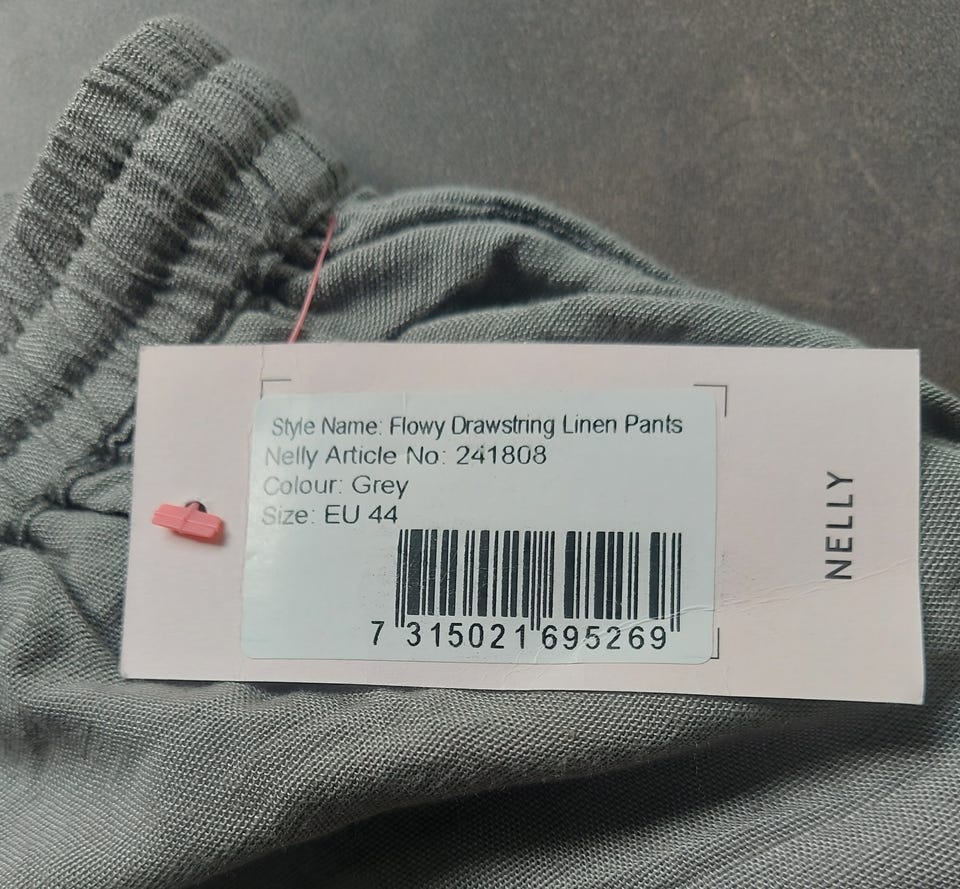 Style Name: Flowy Drawstring Linen Pants
Nelly Article No: 241808
Colour: Grey
Size: EU 44
7 315021 695269
NELLY